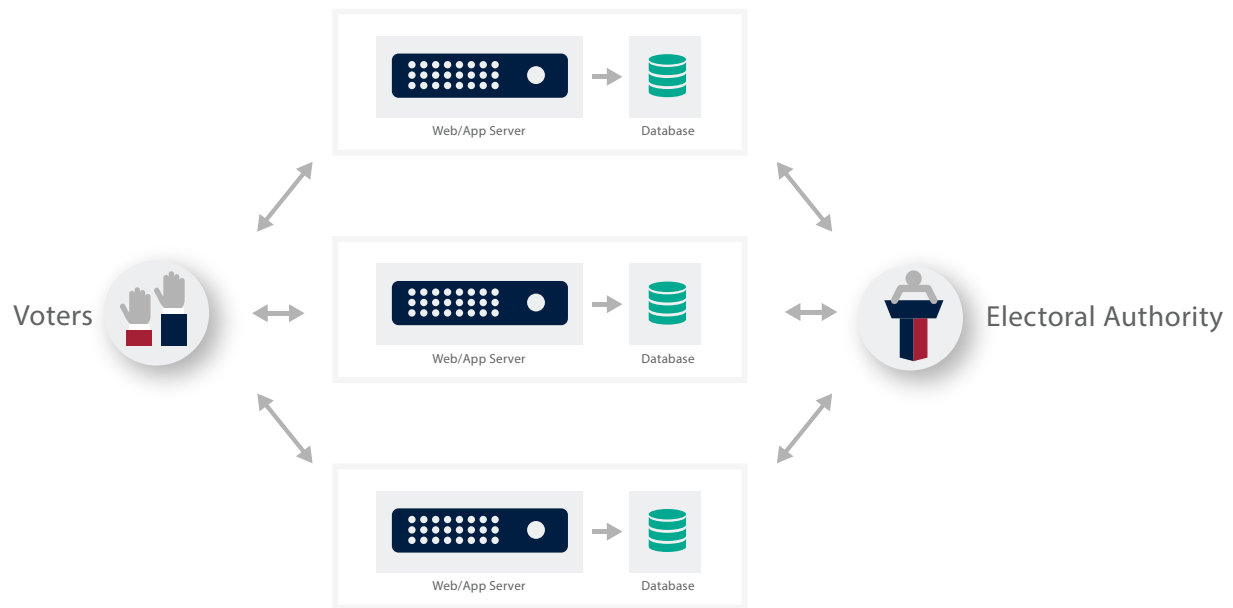 Web/App Server
Database
Voters
Web/App Server
Database
Electoral Authority
Web/App Server
Database